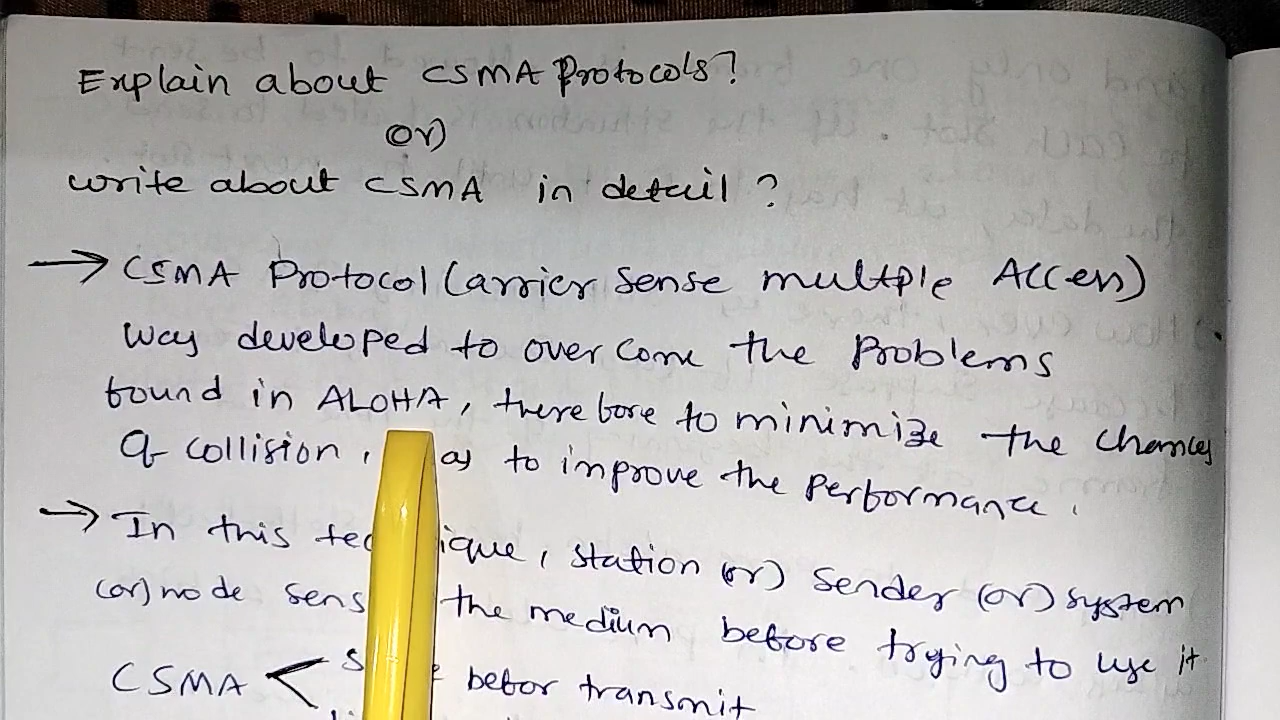 Explain about CSMA Protocols?
or)
write about CSMA in detail?
→ CSMA Protocol (Carrier Sense multiple Access)
was developed to over come the Problems
found in ALOHA, therefore to minimize the chances
of collision, as to improve the performance.
→ In this technique, station (or) Sender (or) system
(or) node sens the medium before trying to use it
CSMA < befor transmit